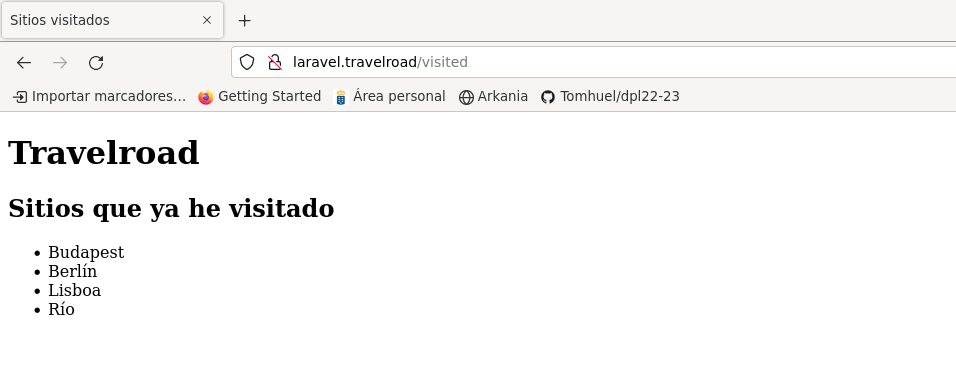 Sitios visitados
laravel.travelroad/visited
Importar marcadores... Getting Started Área personal Arkania Tomhuel/dpl22-23
Travelroad
Sitios que ya he visitado
• Budapest
• Berlín
• Lisboa
• Río